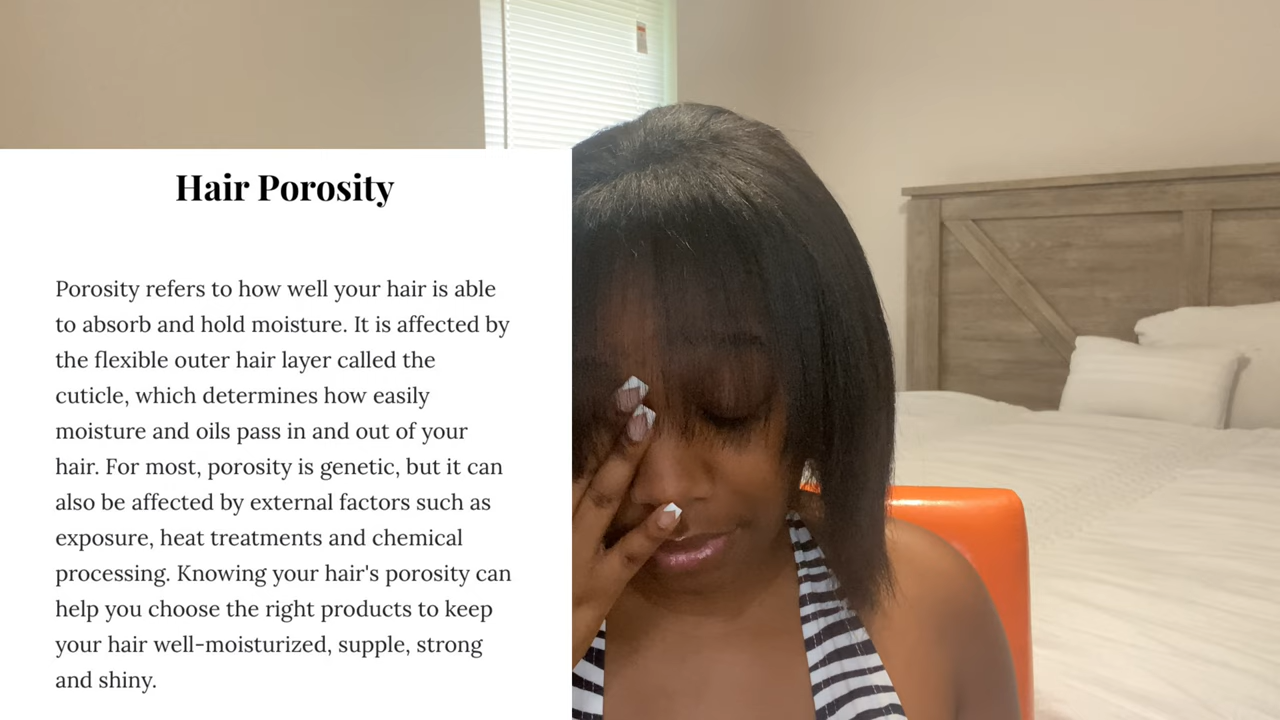 Hair Porosity
Porosity refers to how well your hair is able
to absorb and hold moisture. It is affected by
the flexible outer hair layer called the
cuticle, which determines how easily
moisture and oils pass in and out of your
hair. For most, porosity is genetic, but it can
also be affected by external factors such as
exposure, heat treatments and chemical
processing. Knowing your hair's porosity can
help you choose the right products to keep
your hair well-moisturized, supple, strong
and shiny.